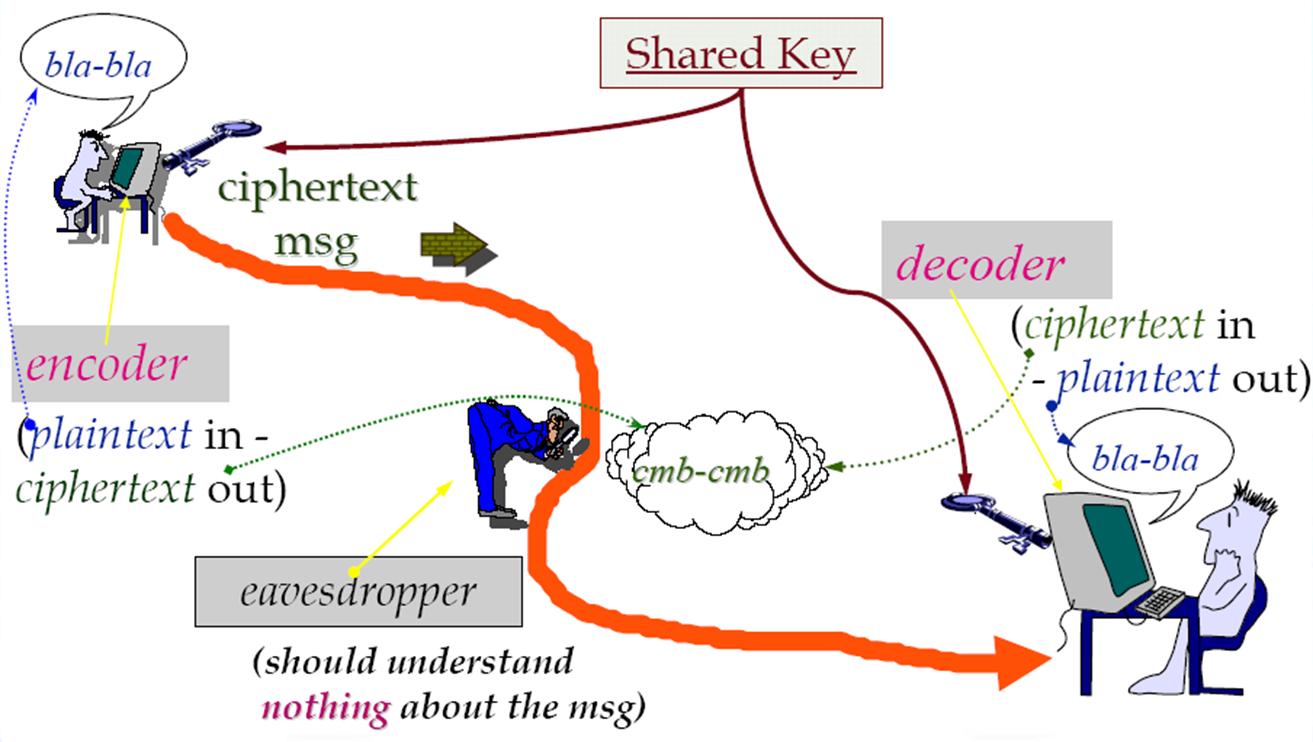 bla-bla
Shared Key
ciphertext
msg
decoder
(ciphertext in
- plaintext out)
encoder
(plaintext in -
ciphertext out)
cmb-cmb
bla-bla
eavesdropper
(should understand
nothing about the msg)